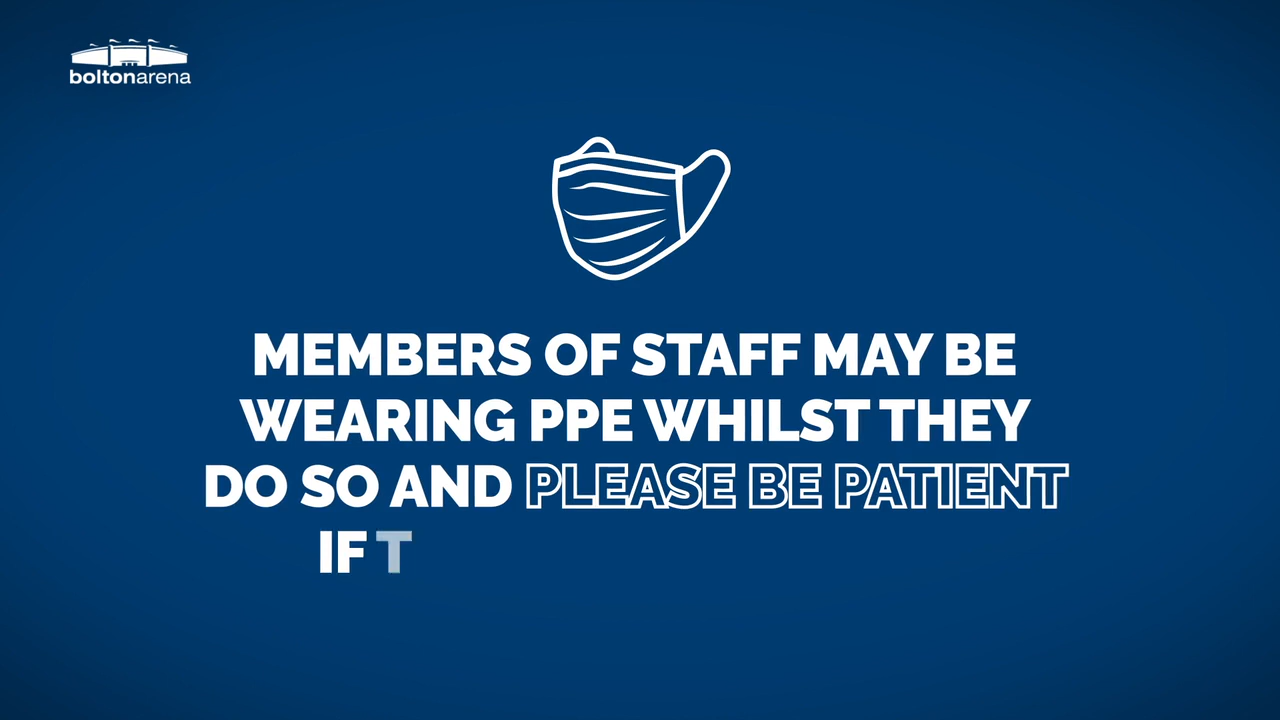 boltonarena
MEMBERS OF STAFF MAY BE
WEARING PPE WHILST THEY
DO SO AND PLEASE BE PATIENT
IF T